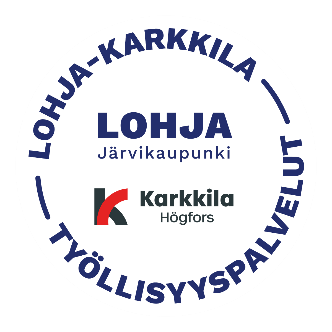 LOHJA-KARKKILA
LOHJA
Järvikaupunki
Karkkila
Högfors
TYÖLLISYYSPALVELUT